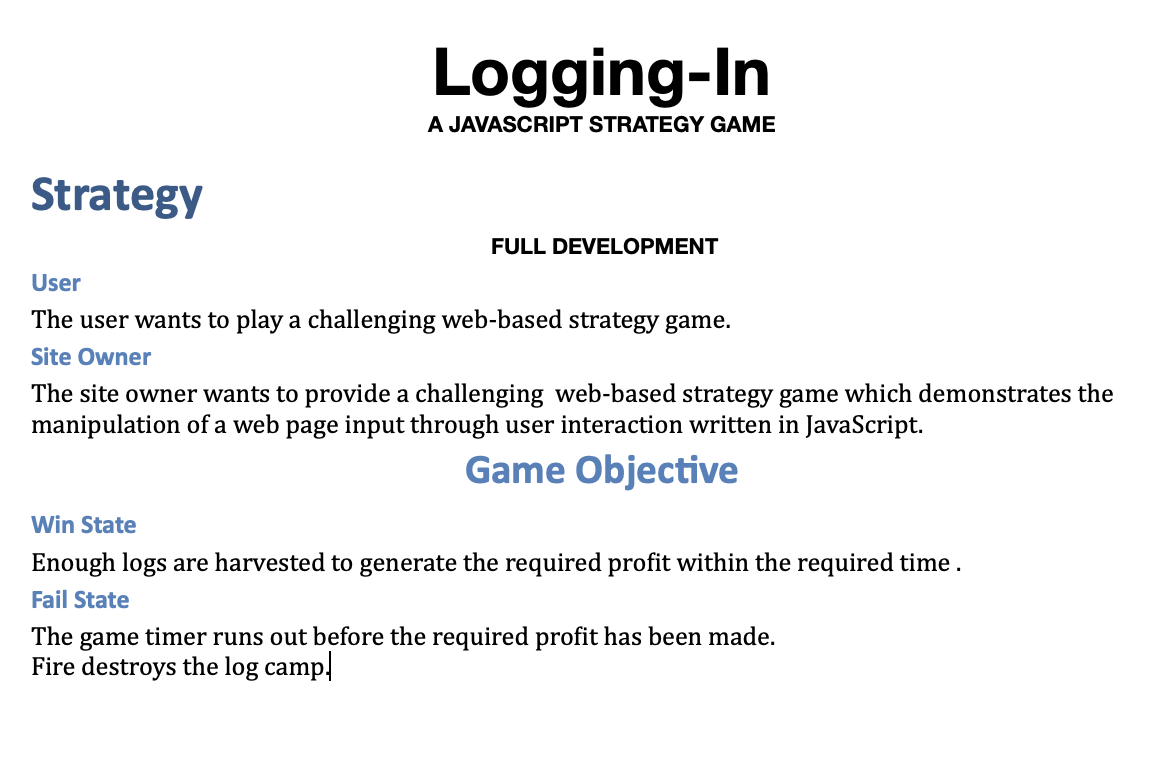 Logging-In
A JAVASCRIPT STRATEGY GAME
Strategy
FULL DEVELOPMENT
User
The user wants to play a challenging web-based strategy game.
Site Owner
The site owner wants to provide a challenging  web-based strategy game which demonstrates the
manipulation of a web page input through user interaction written in JavaScript.
Game Objective
Win State
Enough logs are harvested to generate the required profit within the required time .
Fail State
The game timer runs out before the required profit has been made.
Fire destroys the log camp.